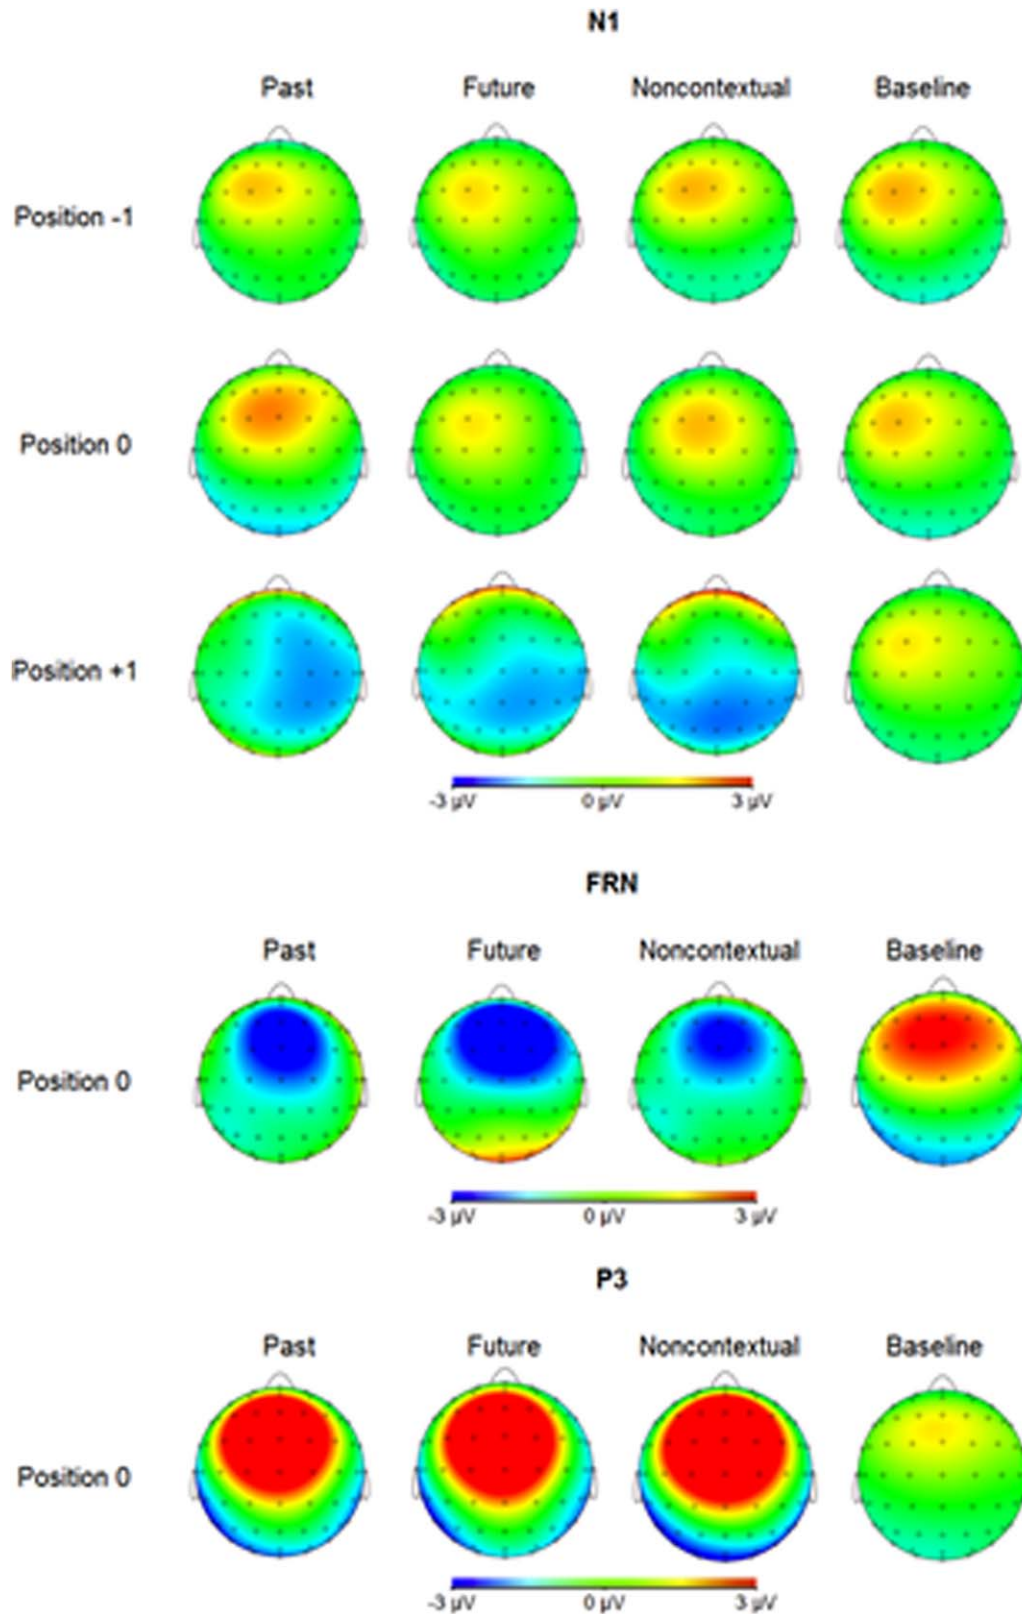 N1
Past Future Noncontextual Baseline
Position -1
Position 0
Position +1
-3 µV 0 µV 3 µV
FRN
Past Future Noncontextual Baseline
Position 0
-3 µV 0 µV 3 µV
P3
Past Future Noncontextual Baseline
Position 0
-3 µV 0 µV 3 µV